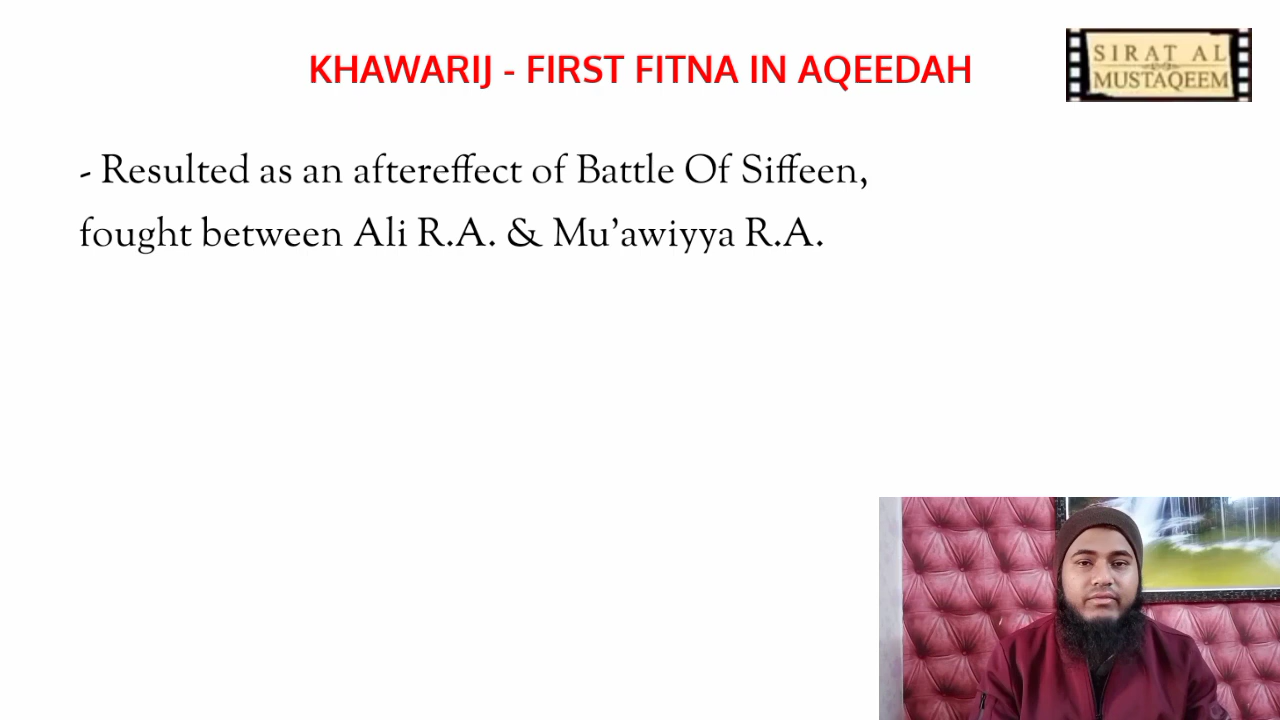 KHAWARIJ - FIRST FITNA IN AQEEDAH
SIRAT AL
MUSTAQEEM
- Resulted as an aftereffect of Battle Of Siffeen,
fought between Ali R.A. & Mu'awiyya R.A.